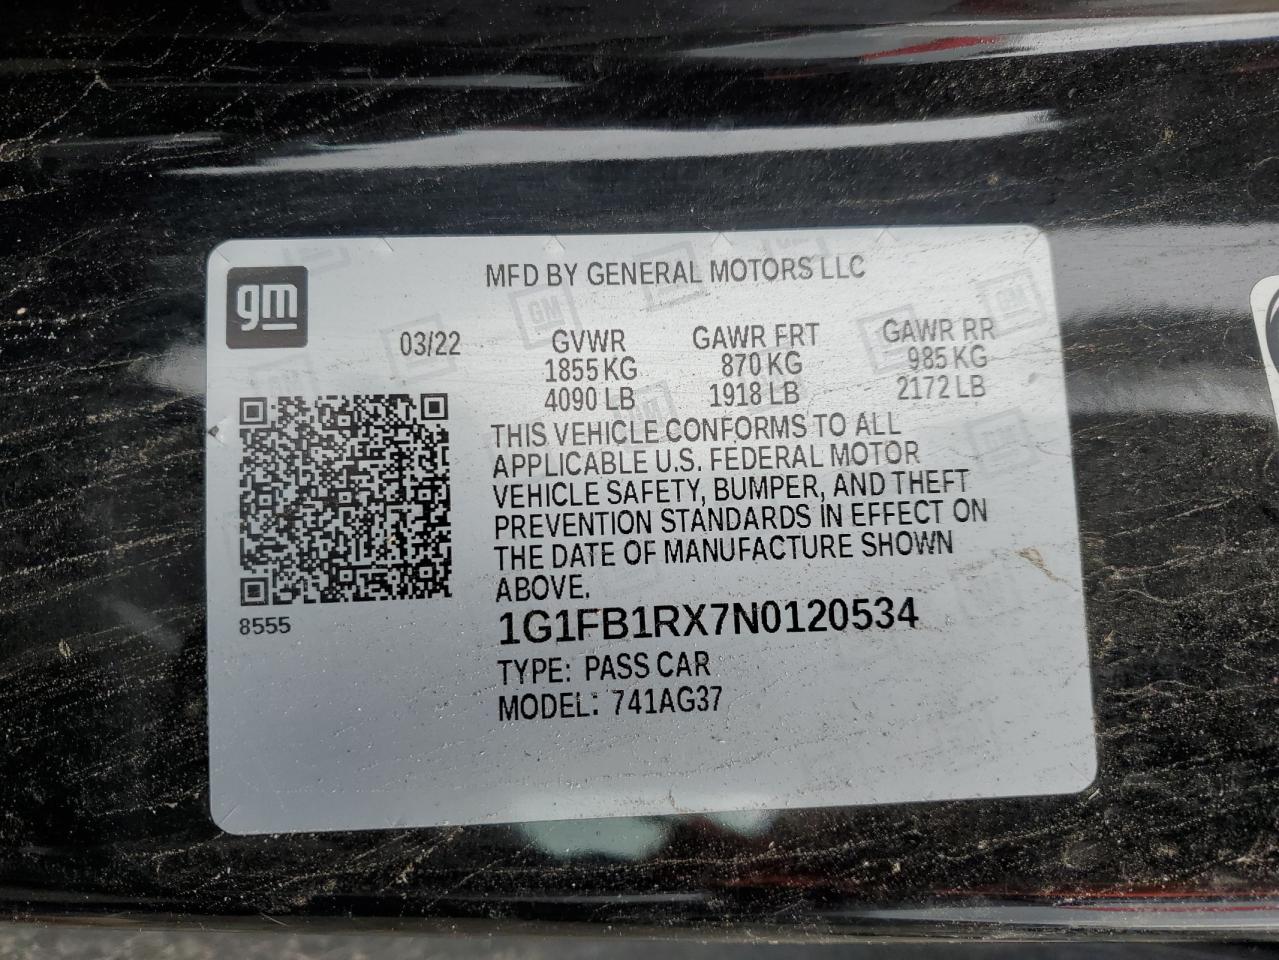 gm
MFD BY GENERAL MOTORS LLC
03/22 GVWR GAWR FRT GAWR RR
1855 KG 870 KG 985 KG
4090 LB 1918 LB 2172 LB
THIS VEHICLE CONFORMS TO ALL
APPLICABLE U.S. FEDERAL MOTOR
VEHICLE SAFETY, BUMPER, AND THEFT
PREVENTION STANDARDS IN EFFECT ON
THE DATE OF MANUFACTURE SHOWN
ABOVE.
8555
1G1FB1RX7N0120534
TYPE: PASS CAR
MODEL: 741AG37